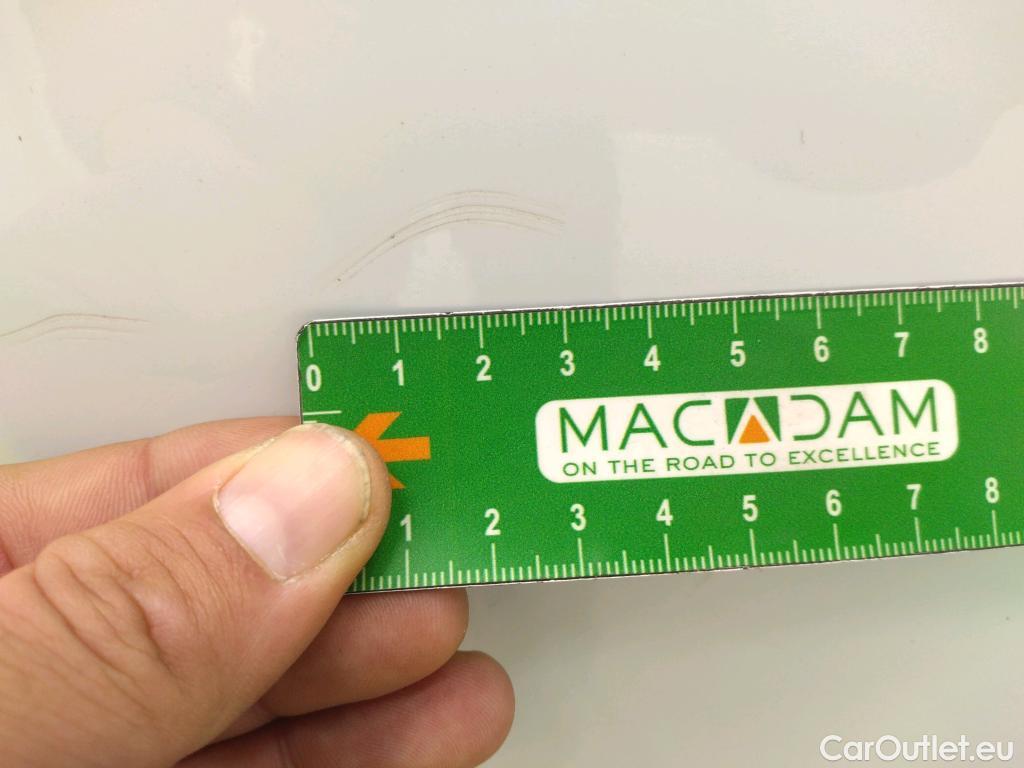 0 1 2 3 4 5 6 7 8
MACADAM
ON THE ROAD TO EXCELLENCE
1 2 3 4 5 6 7 8
CarOutlet.eu